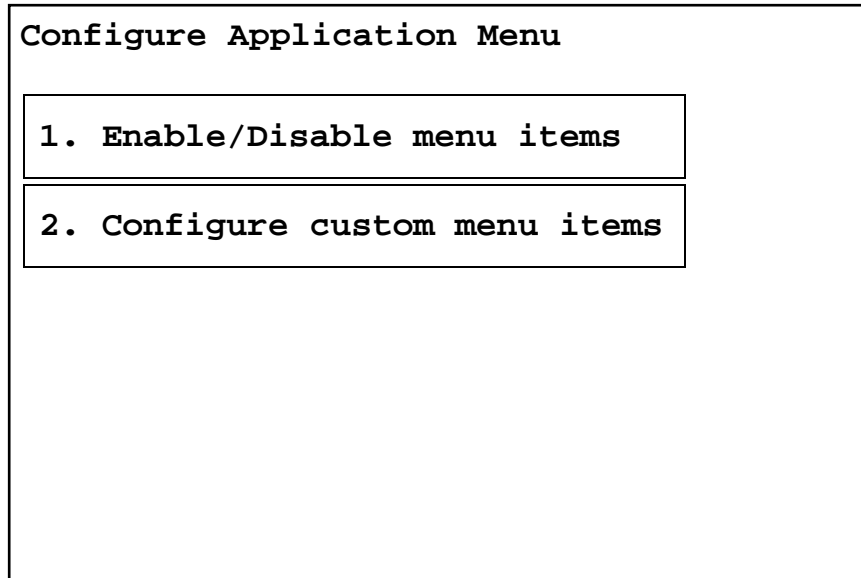 Configure Application Menu
1. Enable/Disable menu items
2. Configure custom menu items